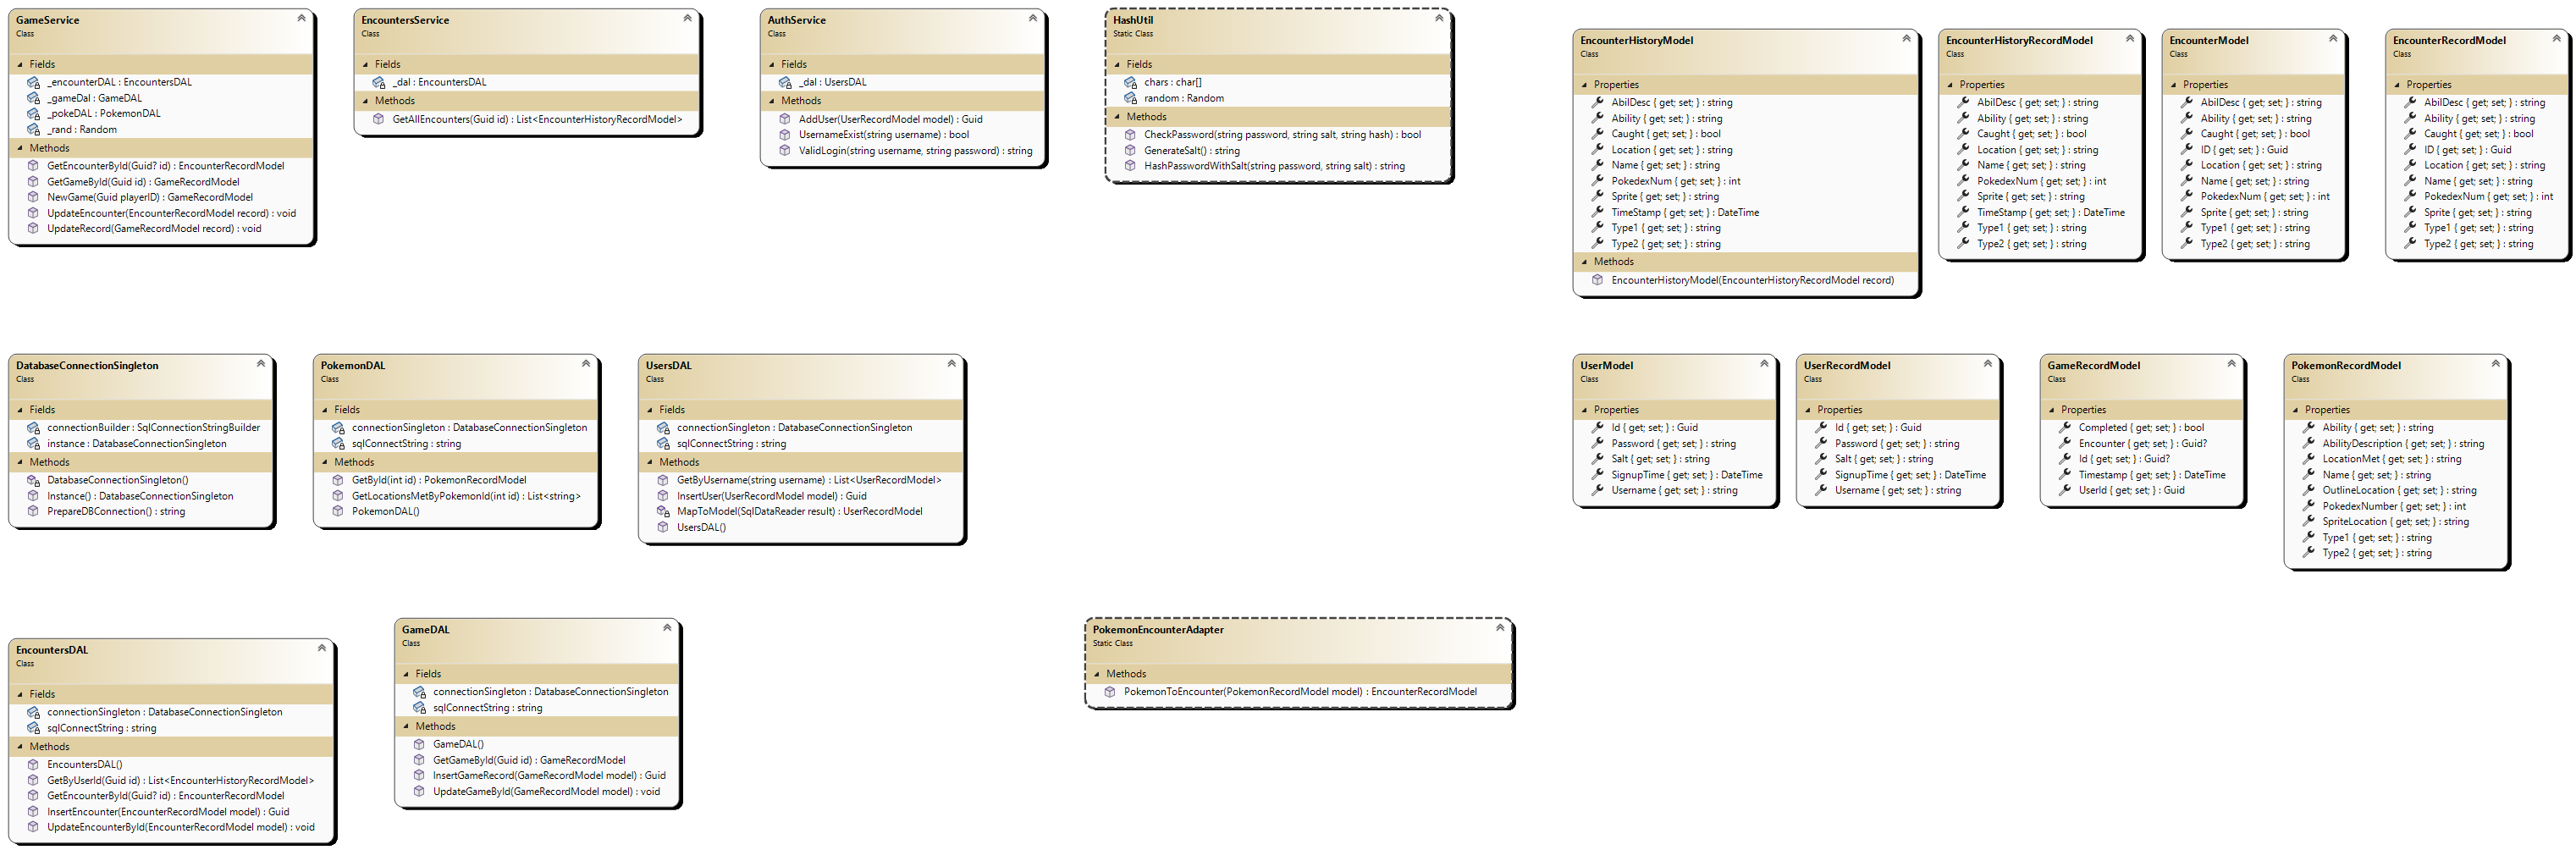 GameService
Class
Fields
_encounterDAL : EncountersDAL
_gameDal : GameDAL
_pokeDAL : PokemonDAL
_rand : Random
Methods
GetEncounterById(Guid? id) : EncounterRecordModel
GetGameById(Guid id) : GameRecordModel
NewGame(Guid playerID) : GameRecordModel
UpdateEncounter(EncounterRecordModel record) : void
UpdateRecord(GameRecordModel record) : void
EncountersService
Class
Fields
_dal : EncountersDAL
Methods
GetAllEncounters(Guid id) : List<EncounterHistoryRecordModel>
AuthService
Class
Fields
_dal : UsersDAL
Methods
AddUser(UserRecordModel model) : Guid
UsernameExist(string username) : bool
ValidLogin(string username, string password) : string
HashUtil
Static Class
Fields
chars : char[]
random : Random
Methods
CheckPassword(string password, string salt, string hash) : bool
GenerateSalt() : string
HashPasswordWithSalt(string password, string salt) : string
EncounterHistoryModel
Class
Properties
AbilDesc { get; set; } : string
Ability { get; set; } : string
Caught { get; set; } : bool
Location { get; set; } : string
Name { get; set; } : string
PokedexNum { get; set; } : int
Sprite { get; set; } : string
TimeStamp { get; set; } : DateTime
Type1 { get; set; } : string
Type2 { get; set; } : string
Methods
EncounterHistoryModel(EncounterHistoryRecordModel record)
EncounterHistoryRecordModel
Class
Properties
AbilDesc { get; set; } : string
Ability { get; set; } : string
Caught { get; set; } : bool
Location { get; set; } : string
Name { get; set; } : string
PokedexNum { get; set; } : int
Sprite { get; set; } : string
TimeStamp { get; set; } : DateTime
Type1 { get; set; } : string
Type2 { get; set; } : string
EncounterModel
Class
Properties
AbilDesc { get; set; } : string
Ability { get; set; } : string
Caught { get; set; } : bool
ID { get; set; } : Guid
Location { get; set; } : string
Name { get; set; } : string
PokedexNum { get; set; } : int
Sprite { get; set; } : string
Type1 { get; set; } : string
Type2 { get; set; } : string
EncounterRecordModel
Class
Properties
AbilDesc { get; set; } : string
Ability { get; set; } : string
Caught { get; set; } : bool
ID { get; set; } : Guid
Location { get; set; } : string
Name { get; set; } : string
PokedexNum { get; set; } : int
Sprite { get; set; } : string
Type1 { get; set; } : string
Type2 { get; set; } : string
DatabaseConnectionSingleton
Class
Fields
connectionBuilder : SqlConnectionStringBuilder
instance : DatabaseConnectionSingleton
Methods
DatabaseConnectionSingleton()
Instance() : DatabaseConnectionSingleton
PrepareDBConnection() : string
PokemonDAL
Class
Fields
connectionSingleton : DatabaseConnectionSingleton
sqlConnectString : string
Methods
GetById(int id) : PokemonRecordModel
GetLocationsMetByPokemonId(int id) : List<string>
PokemonDAL()
UsersDAL
Class
Fields
connectionSingleton : DatabaseConnectionSingleton
sqlConnectString : string
Methods
GetByUsername(string username) : List<UserRecordModel>
InsertUser(UserRecordModel model) : Guid
MapToModel(SqlDataReader result) : UserRecordModel
UsersDAL()
UserModel
Class
Properties
Id { get; set; } : Guid
Password { get; set; } : string
Salt { get; set; } : string
SignupTime { get; set; } : DateTime
Username { get; set; } : string
UserRecordModel
Class
Properties
Id { get; set; } : Guid
Password { get; set; } : string
Salt { get; set; } : string
SignupTime { get; set; } : DateTime
Username { get; set; } : string
GameRecordModel
Class
Properties
Completed { get; set; } : bool
Encounter { get; set; } : Guid?
Id { get; set; } : Guid?
Timestamp { get; set; } : DateTime
UserId { get; set; } : Guid
PokemonRecordModel
Class
Properties
Ability { get; set; } : string
AbilityDescription { get; set; } : string
LocationMet { get; set; } : string
Name { get; set; } : string
OutlineLocation { get; set; } : string
PokedexNumber { get; set; } : int
SpriteLocation { get; set; } : string
Type1 { get; set; } : string
Type2 { get; set; } : string
EncountersDAL
Class
Fields
connectionSingleton : DatabaseConnectionSingleton
sqlConnectString : string
Methods
EncountersDAL()
GetByUserId(Guid id) : List<EncounterHistoryRecordModel>
GetEncounterById(Guid? id) : EncounterRecordModel
InsertEncounter(EncounterRecordModel model) : Guid
UpdateEncounterById(EncounterRecordModel model) : void
GameDAL
Class
Fields
connectionSingleton : DatabaseConnectionSingleton
sqlConnectString : string
Methods
GameDAL()
GetGameById(Guid id) : GameRecordModel
InsertGameRecord(GameRecordModel model) : Guid
UpdateGameById(GameRecordModel model) : void
PokemonEncounterAdapter
Static Class
Methods
PokemonToEncounter(PokemonRecordModel model) : EncounterRecordModel